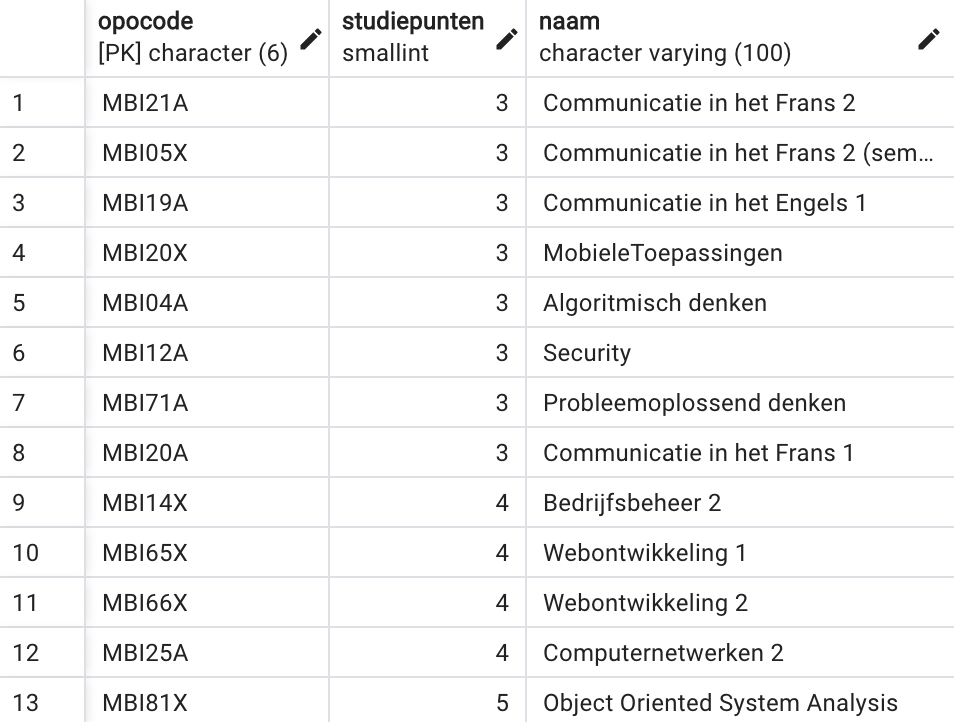 opocode studiepunten naam
[PK] character (6) smallint character varying (100)
1 MBI21A 3 Communicatie in het Frans 2
2 MBI05X 3 Communicatie in het Frans 2 (sem...
3 MBI19A 3 Communicatie in het Engels 1
4 MBI20X 3 MobieleToepassingen
5 MBI04A 3 Algoritmisch denken
6 MBI12A 3 Security
7 MBI71A 3 Probleemoplossend denken
8 MBI20A 3 Communicatie in het Frans 1
9 MBI14X 4 Bedrijfsbeheer 2
10 MBI65X 4 Webontwikkeling 1
11 MBI66X 4 Webontwikkeling 2
12 MBI25A 4 Computernetwerken 2
13 MBI81X 5 Object Oriented System Analysis